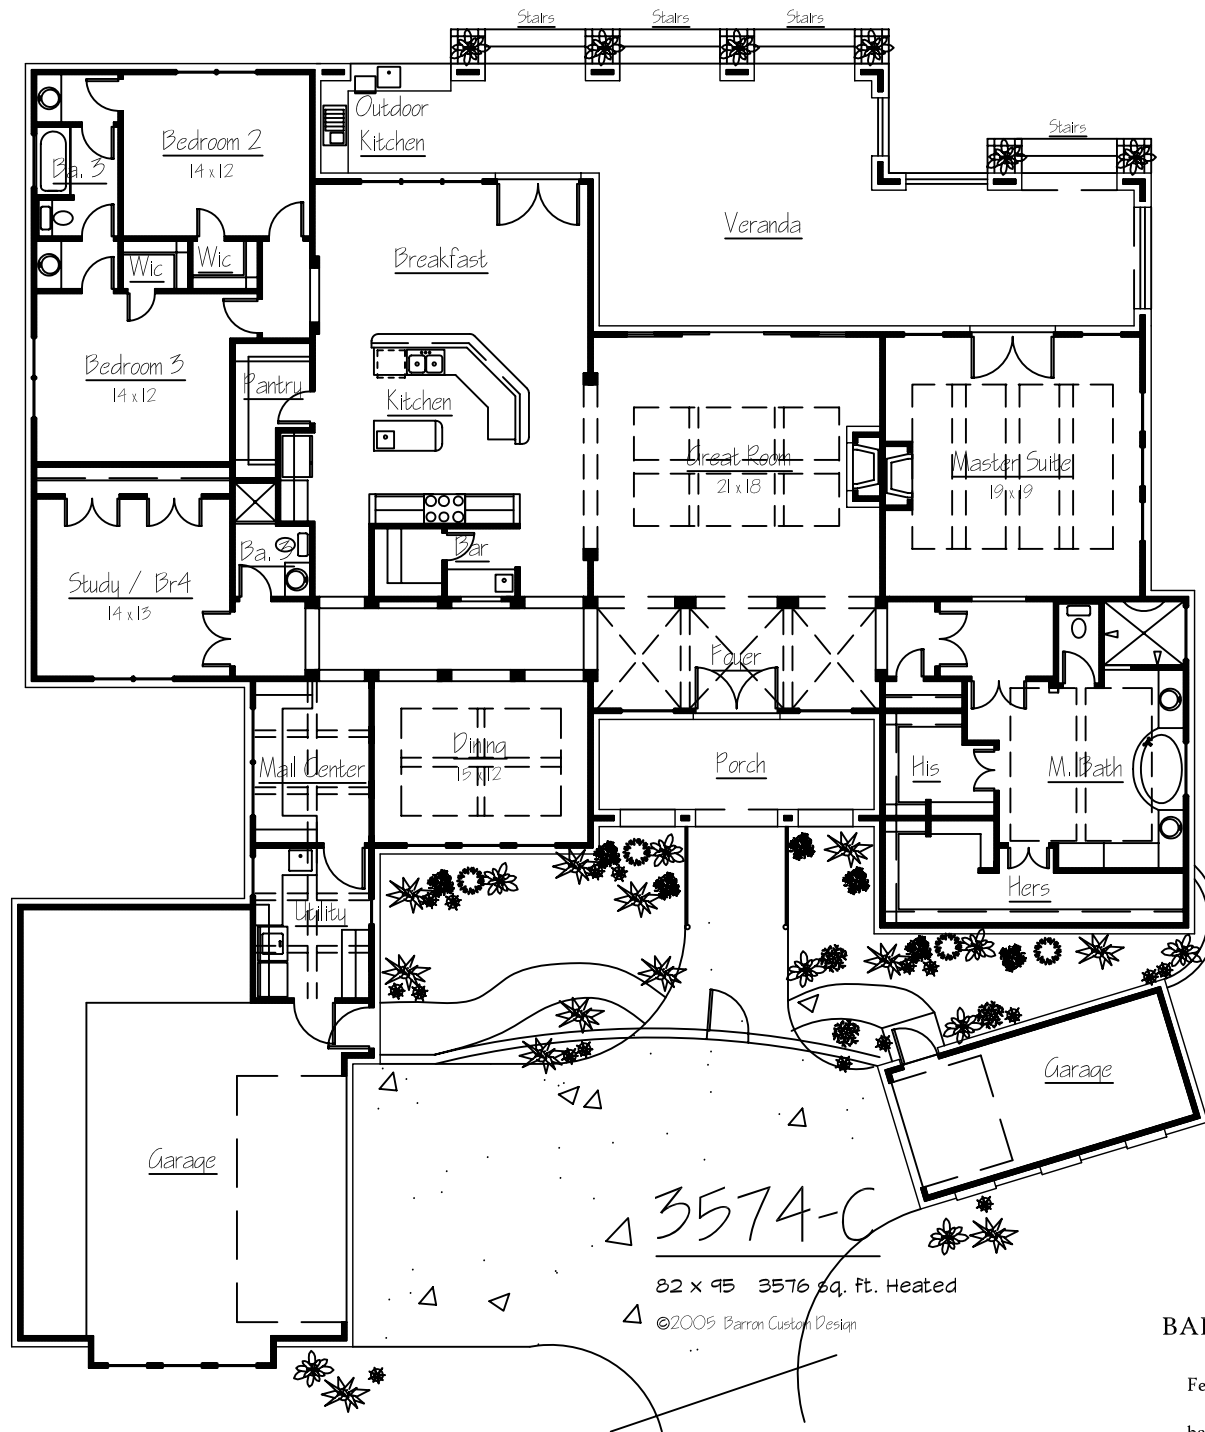 Stairs
Stairs
Stairs
Outdoor
Kitchen
Stairs
Bedroom 2
14 x 12
Ba. 3
Veranda
Wic
Wic
Breakfast
Bedroom 3
14 x 12
Pantry
Kitchen
Great Room
21 x 18
Master Suite
19 x 19
Ba. 3
Bar
Study / Br4
14 x 13
Foyer
Dining
15 x 12
Mail Center
Porch
His
M. Bath
Hers
Utility
Garage
Garage
3574-C
82 x 95 3576 sq. ft. Heated
©2005 Barron Custom Design